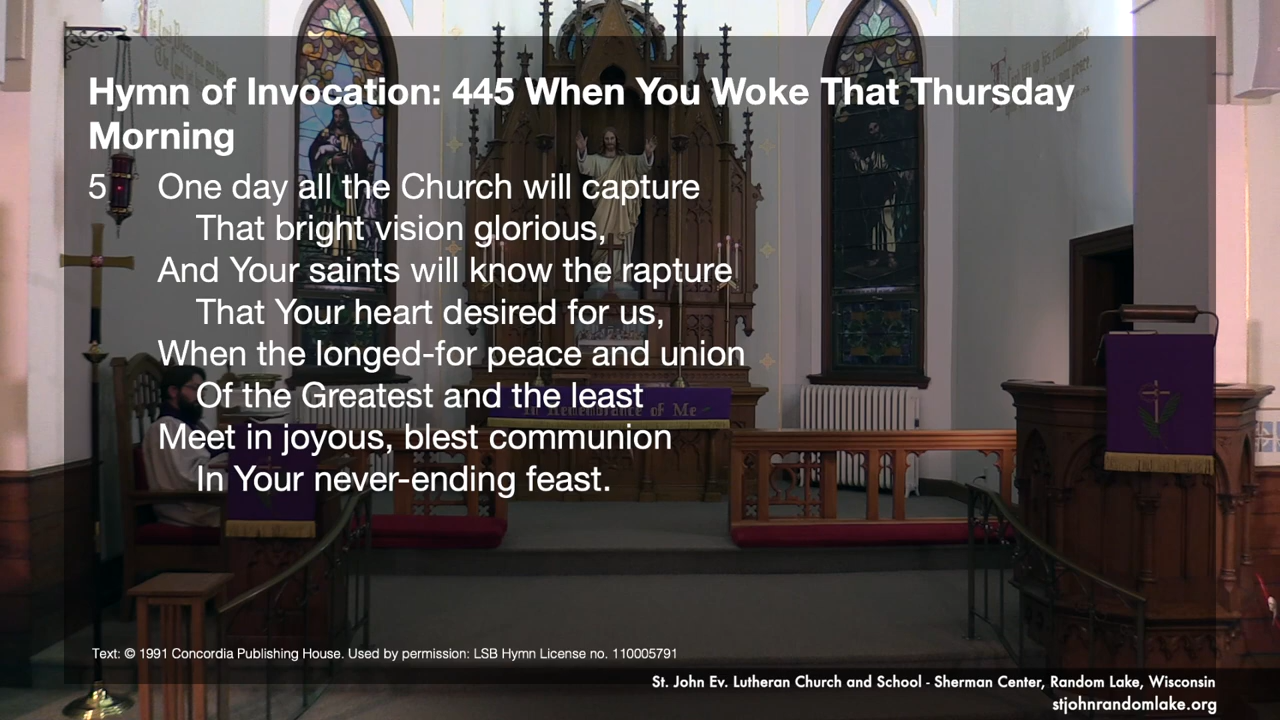 Hymn of Invocation: 445 When You Woke That Thursday
Morning
5 One day all the Church will capture
That bright vision glorious,
And Your saints will know the rapture
That Your heart desired for us,
When the longed-for peace and union
Of the Greatest and the least
Meet in joyous, blest communion
In Your never-ending feast.
In Remembrance of Me
Text: © 1991 Concordia Publishing House. Used by permission: LSB Hymn License no. 110005791
St. John Ev. Lutheran Church and School - Sherman Center, Random Lake, Wisconsin
stjohnrandomlake.org